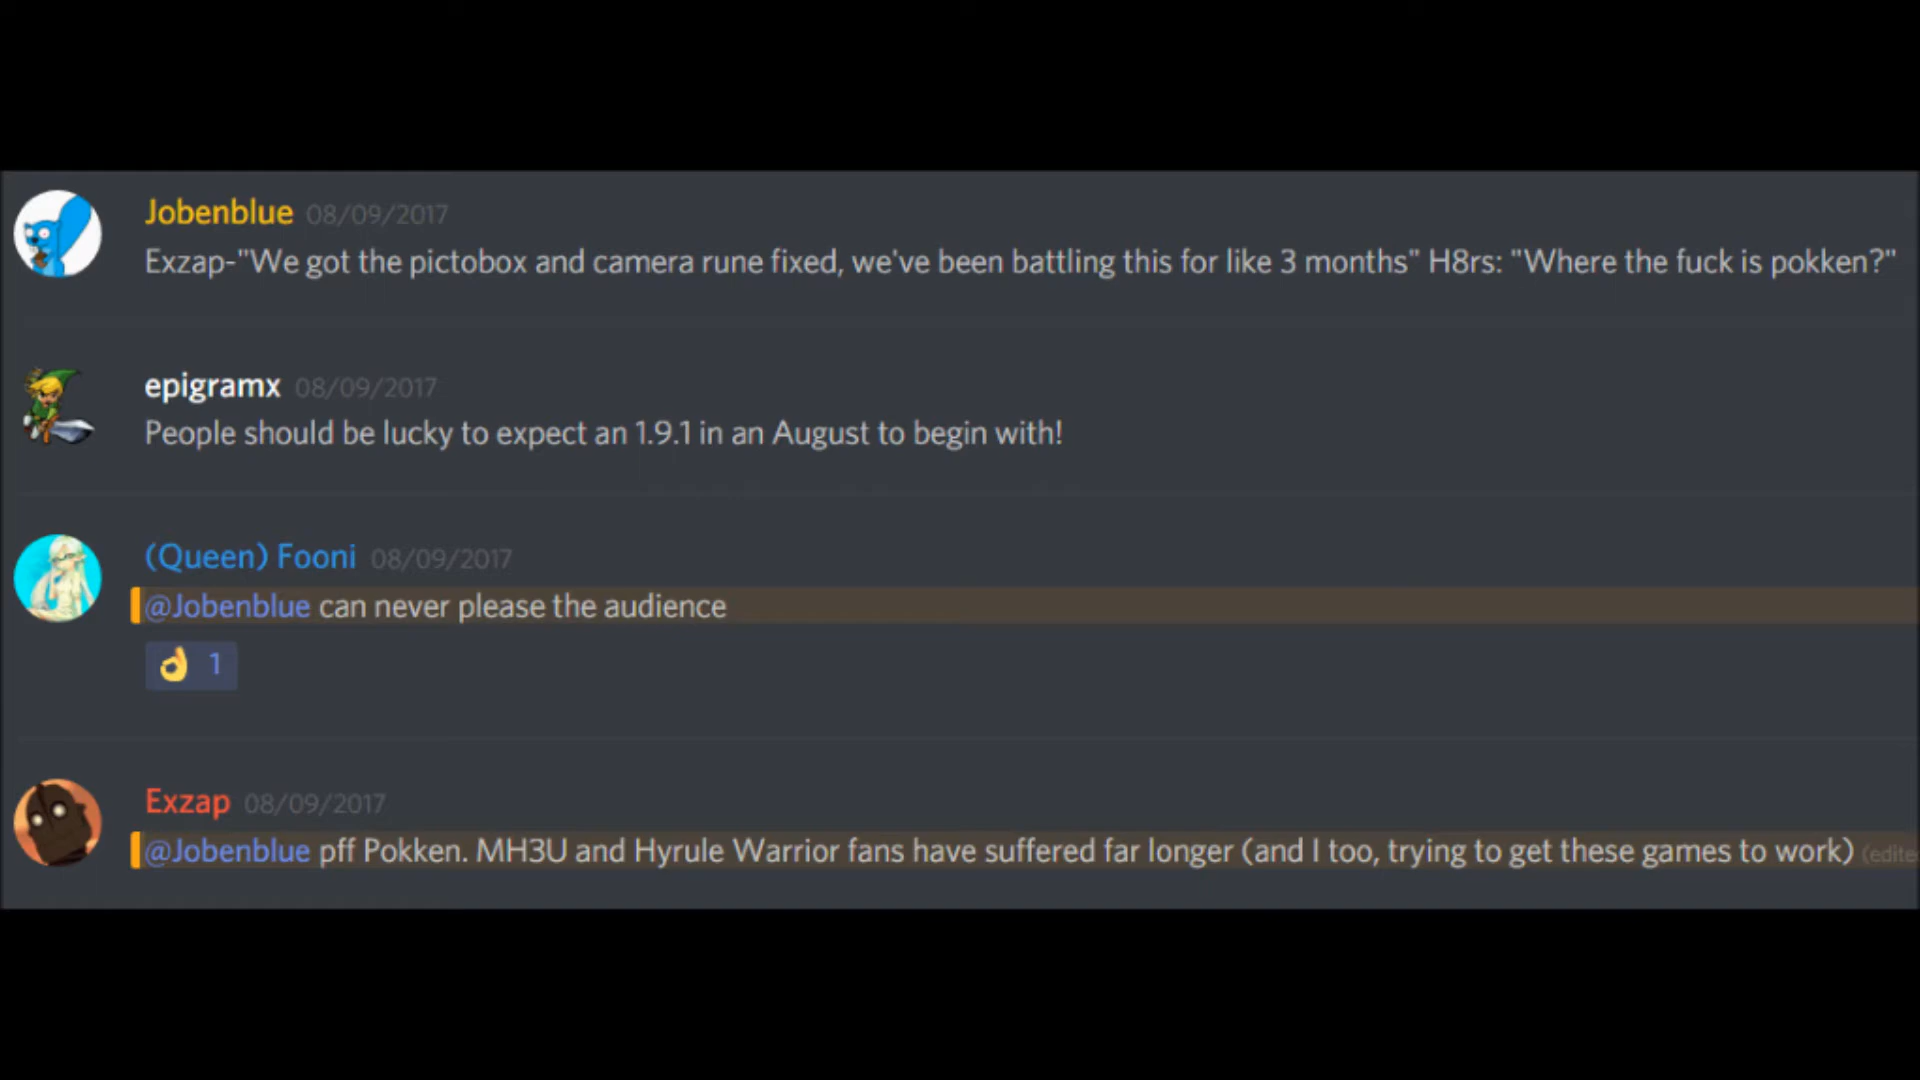 Jobenblue 08/09/2017
Exzap-"We got the pictobox and camera rune fixed, we've been battling this for like 3 months" H8rs: "Where the fuck is pokken?"
epigramx 08/09/2017
People should be lucky to expect an 1.9.1 in an August to begin with!
(Queen) Fooni 08/09/2017
@Jobenblue can never please the audience
👌 1
Exzap 08/09/2017
@Jobenblue pff Pokken. MH3U and Hyrule Warrior fans have suffered far longer (and I too, trying to get these games to work) (edite